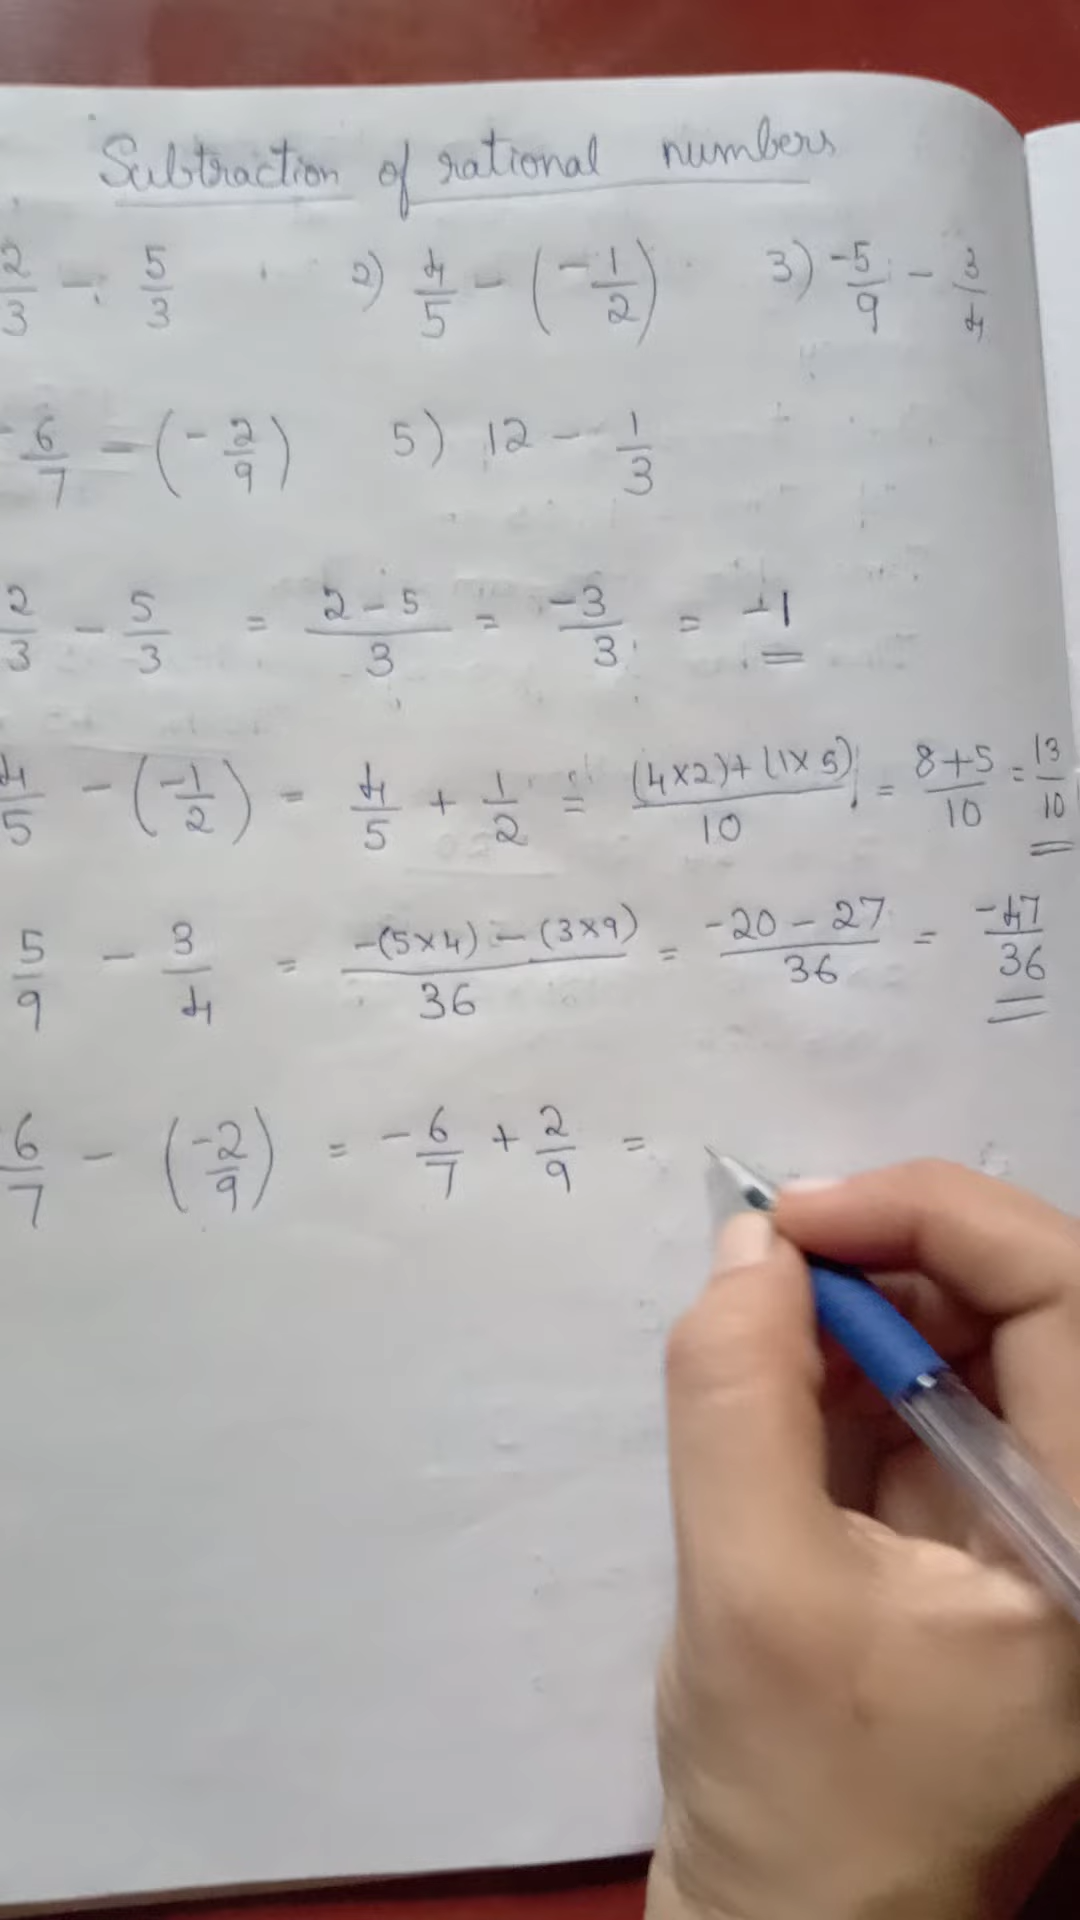 Subtraction of rational numbers
2/3 - 5/3 2) 4/5 - (-1/2) 3) -5/9 - 3/4
-6/7 - (-2/9) 5) 12 - 1/3
2/3 - 5/3 = 2 - 5/3 = -3/3 = -1
4/5 - (-1/2) = 4/5 + 1/2 = (4×2)+(1×5)/10 = 8+5/10 = 13/10
5/9 - 3/4 = -(5×4) - (3×9)/36 = -20 - 27/36 = -47/36
6/7 - (-2/9) = -6/7 + 2/9 =